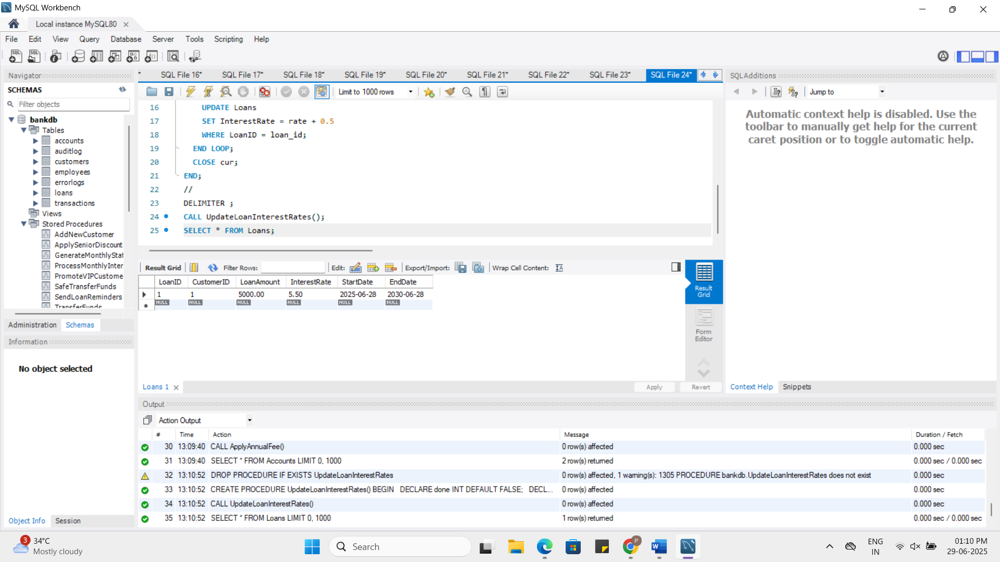 MySQL Workbench
Local instance MySQL80
File Edit View Query Database Server Tools Scripting Help
Navigator
SCHEMAS
Filter objects
bankdb
Tables
accounts
auditlog
customers
employees
errorlogs
loans
transactions
Views
Stored Procedures
AddNewCustomer
ApplySeniorDiscount
GenerateMonthlyStat
ProcessMonthlyInter
PromoteVIPCustome
SafeTransferFunds
SendLoanReminders
TransferFunds
Administration Schemas
Information
No object selected
Object Info Session
* SQL File 16* SQL File 17* SQL File 18* SQL File 19* SQL File 20* SQL File 21* SQL File 22* SQL File 23* SQL File 24*
Limit to 1000 rows
16 UPDATE Loans
17 SET InterestRate = rate + 0.5
18 WHERE LoanID = loan_id;
19 END LOOP;
20 CLOSE cur;
21 END;
22 //
23 DELIMITER ;
24 CALL UpdateLoanInterestRates();
25 SELECT * FROM Loans;
Result Grid Filter Rows: Edit: Export/Import: Wrap Cell Content:
LoanID CustomerID LoanAmount InterestRate StartDate EndDate
1 1 5000.00 5.50 2025-06-28 2030-06-28
NULL NULL NULL NULL NULL NULL
Result
Grid
Form
Editor
Loans 1
Apply Revert
SQLAdditions
Jump to
Automatic context help is disabled. Use the
toolbar to manually get help for the current
caret position or to toggle automatic help.
Context Help Snippets
Output
Action Output
# Time Action Message Duration / Fetch
30 13:09:40 CALL ApplyAnnualFee() 0 row(s) affected 0.000 sec
31 13:09:40 SELECT * FROM Accounts LIMIT 0, 1000 2 row(s) returned 0.000 sec / 0.000 sec
32 13:10:52 DROP PROCEDURE IF EXISTS UpdateLoanInterestRates 0 row(s) affected, 1 warning(s): 1305 PROCEDURE bankdb.UpdateLoanInterestRates does not exist 0.000 sec
33 13:10:52 CREATE PROCEDURE UpdateLoanInterestRates() BEGIN DECLARE done INT DEFAULT FALSE; DECL... 0 row(s) affected 0.000 sec
34 13:10:52 CALL UpdateLoanInterestRates() 0 row(s) affected 0.000 sec
35 13:10:52 SELECT * FROM Loans LIMIT 0, 1000 1 row(s) returned 0.000 sec / 0.000 sec
3
34°C
Mostly cloudy
Search
P
ENG
IN
01:10 PM
29-06-2025